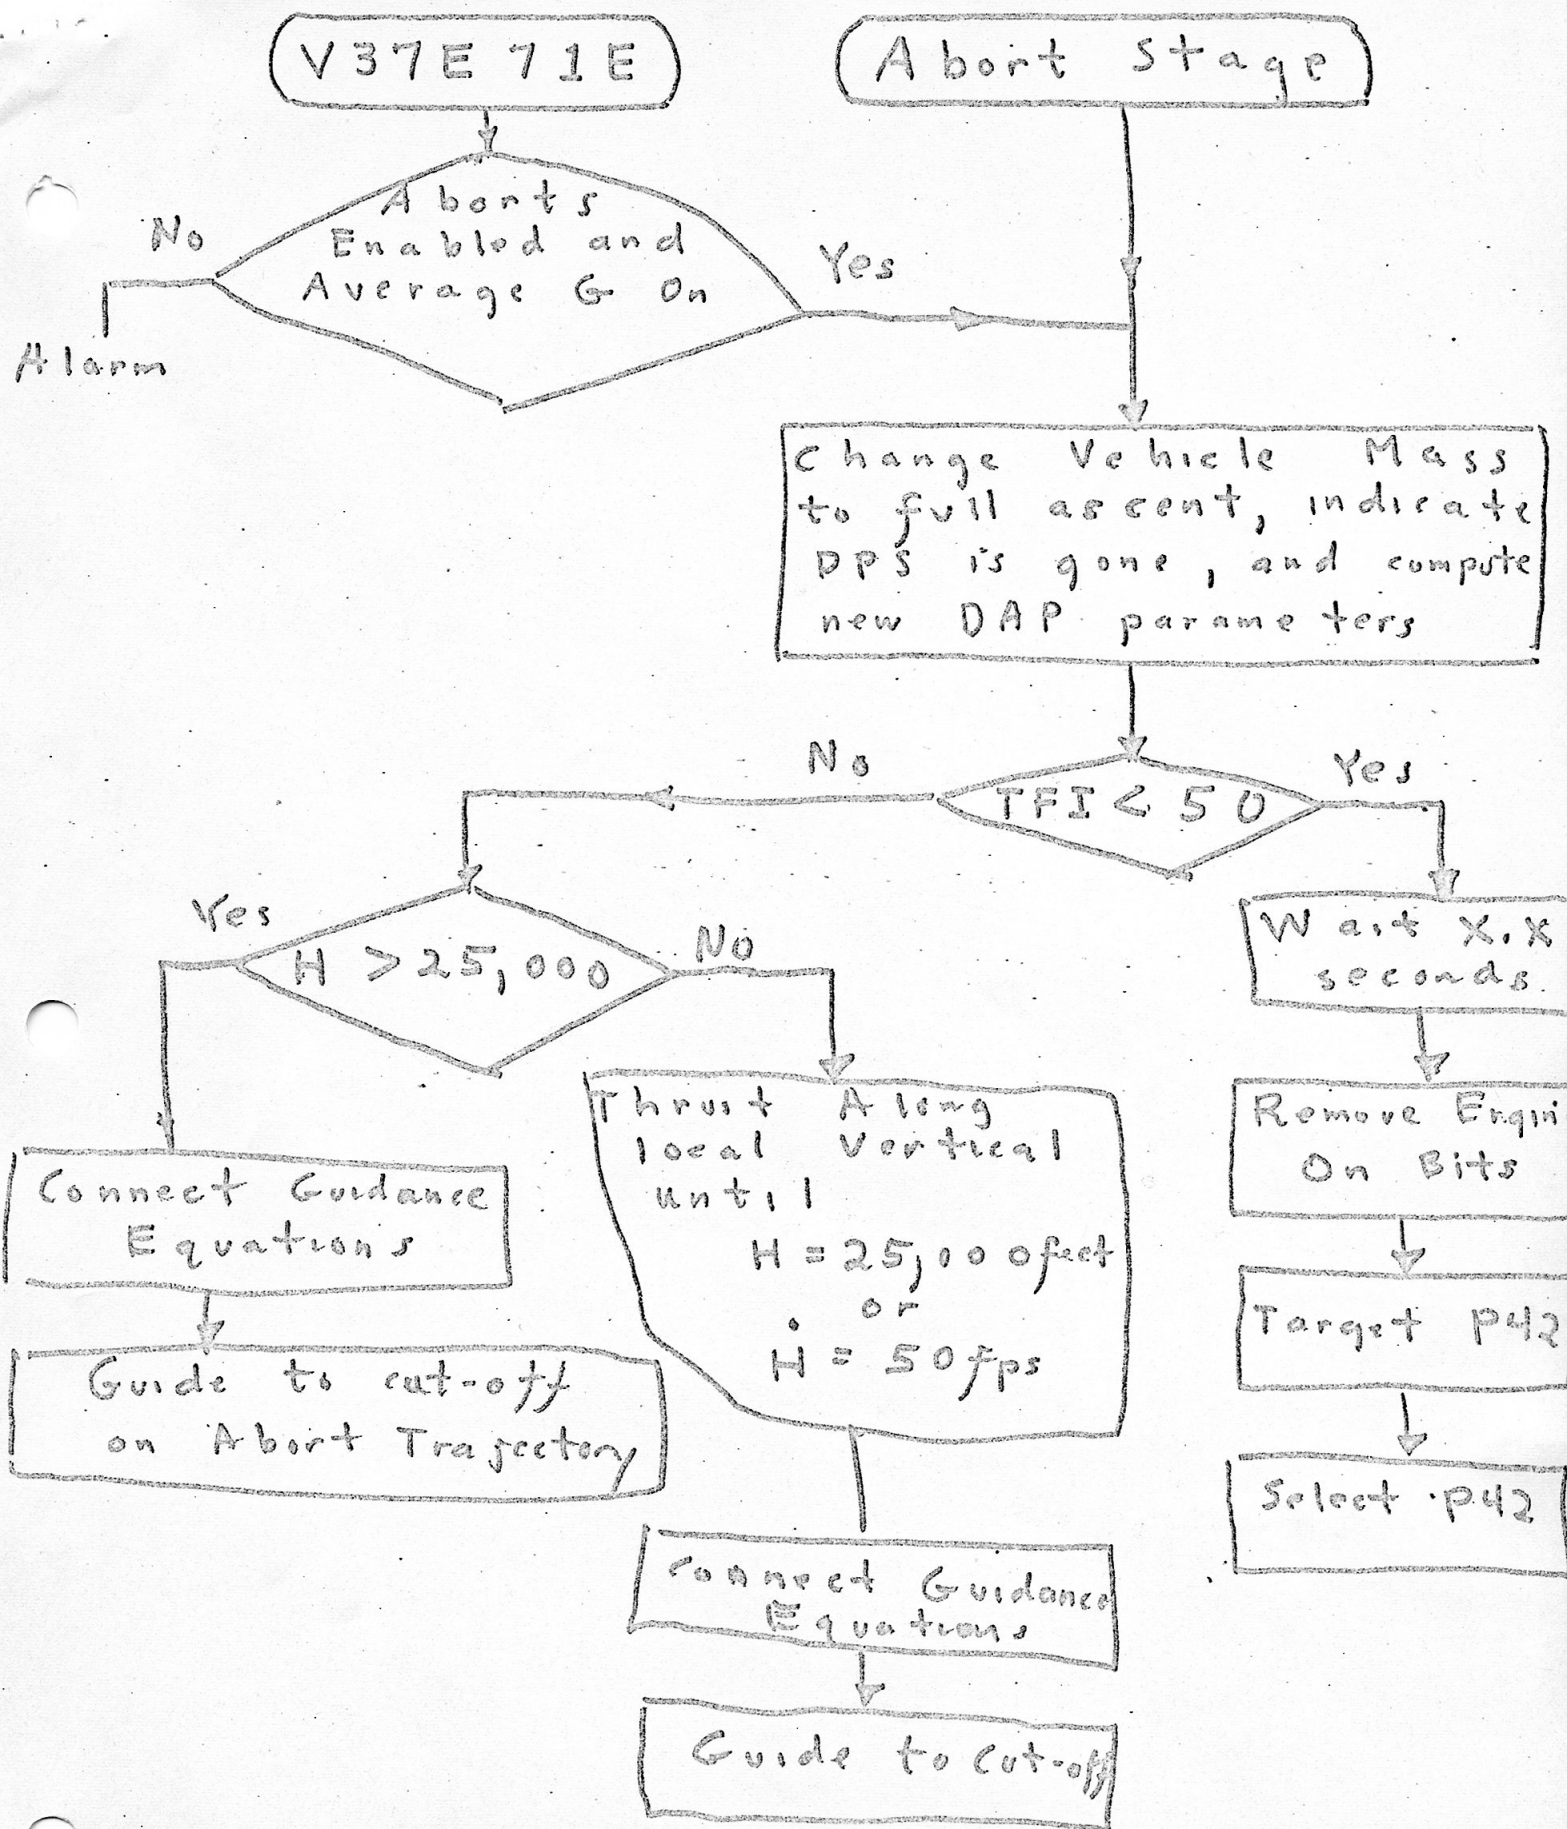 V37E 71E
Abort Stage
Aborts
Enabled and
Average G On
No
Yes
Alarm
Change Vehicle Mass
to full ascent, indicate
DPS is gone, and compute
new DAP parameters
No
TFI < 50
Yes
Yes
H > 25,000
No
Wait X.X
seconds.
Thrust Along
local Vertical
until
H = 25,000 feet
or
Ḣ = 50 fps
Remove Engin
On Bits
Connect Guidance
Equations
Target P42
Guide to cut-off
on Abort Trajectory
Select P42
Connect Guidance
Equations
Guide to Cut-off